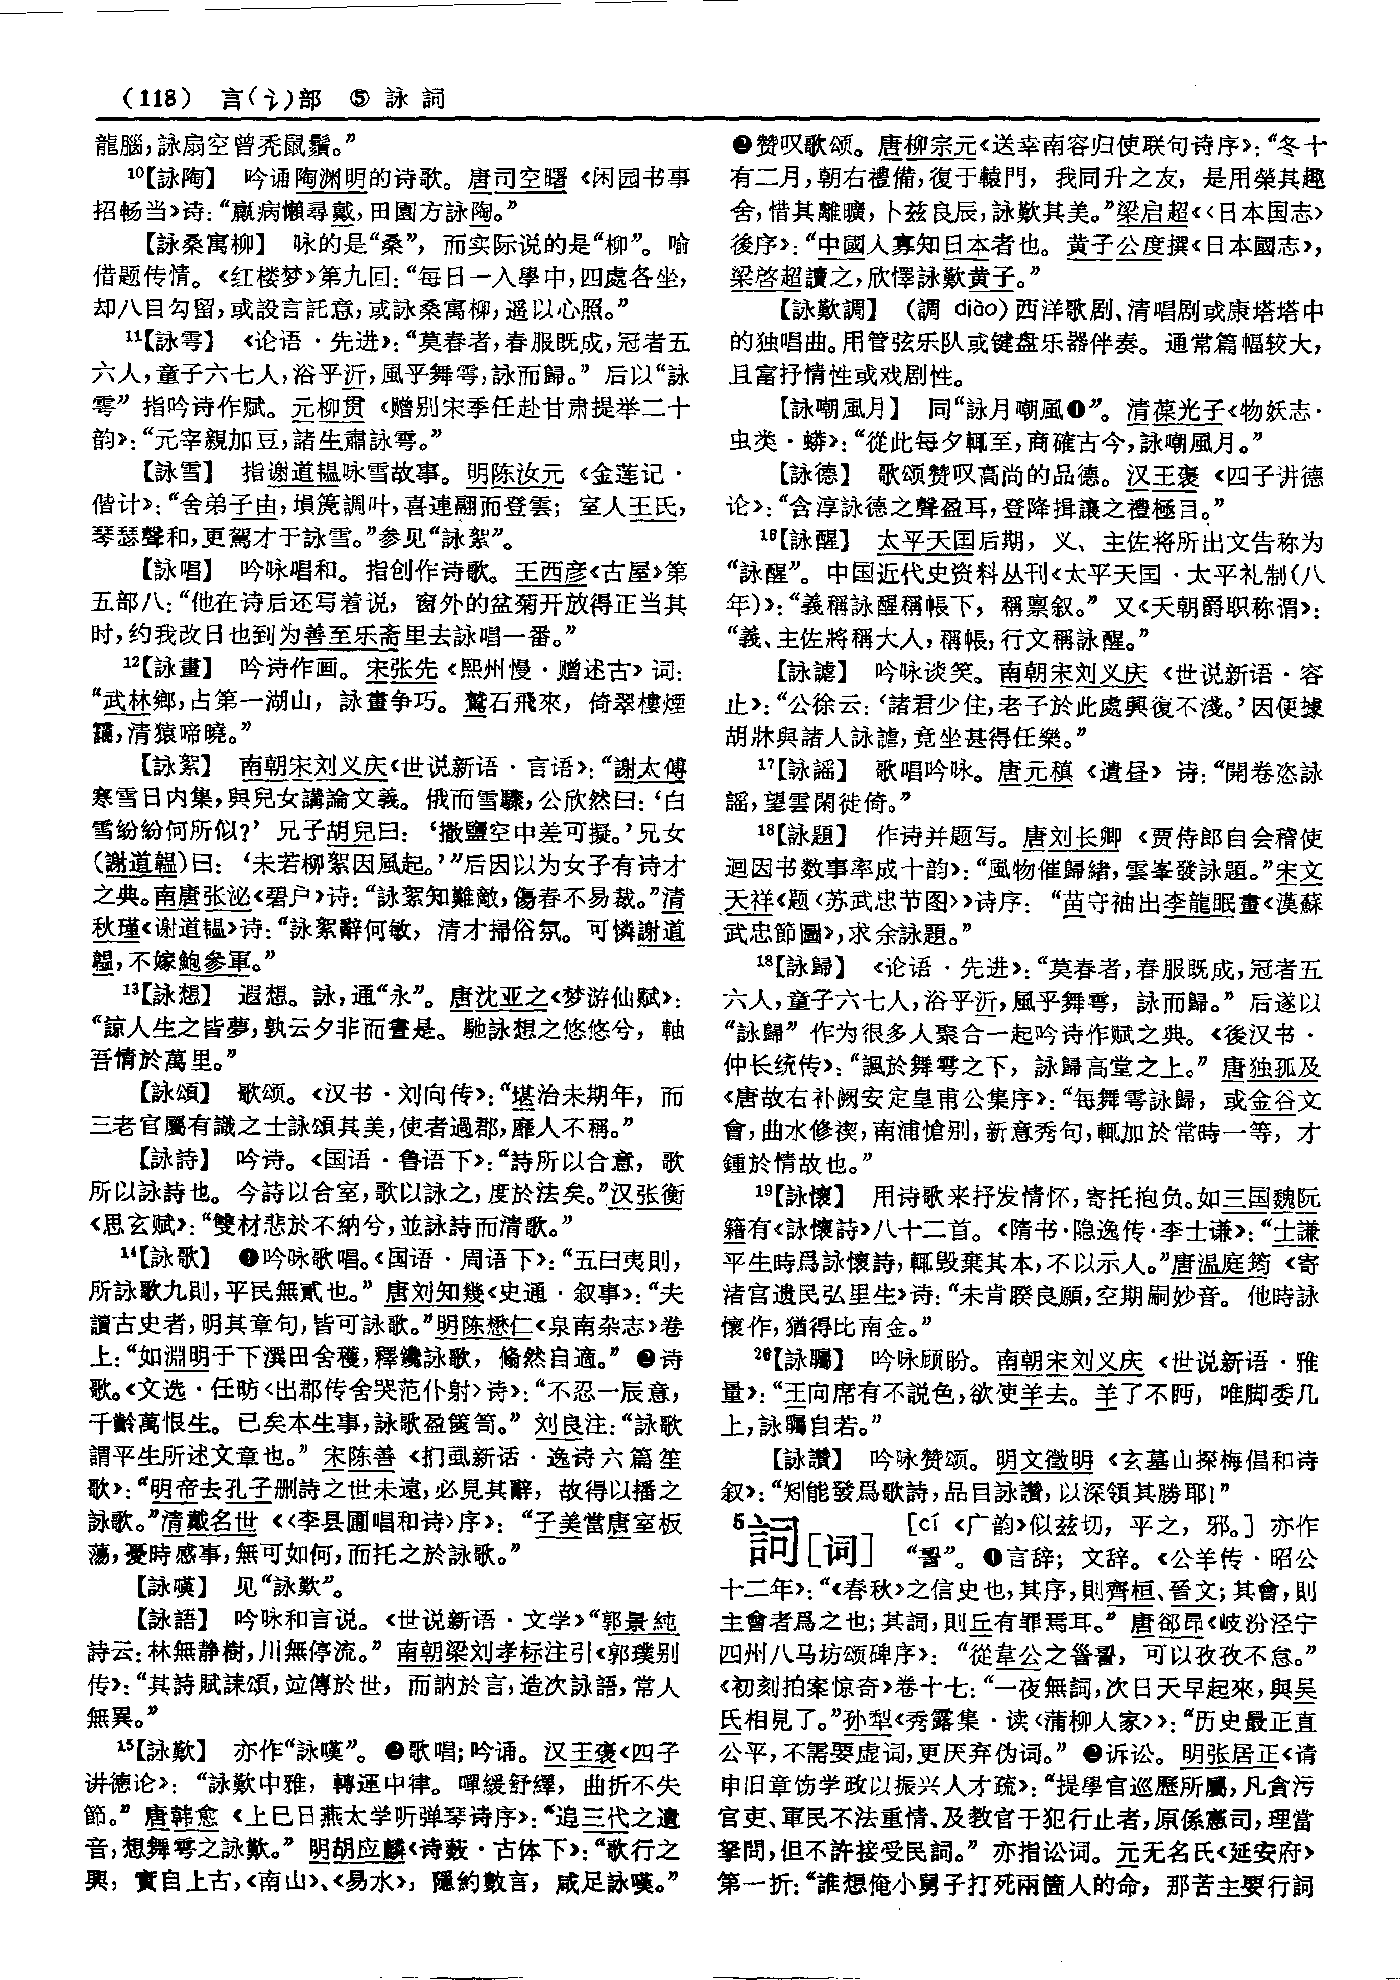 (118) 言(讠)部 ⑤ 詠 詞
龍腦，詠扇空曾秃鼠鬚。”
¹⁰【詠陶】 吟诵陶渊明的诗歌。唐司空曙《闲园书事
招畅当》诗：“羸病懶尋戴，田園方詠陶。”
【詠桑寓柳】 咏的是“桑”，而实际说的是“柳”。喻
借题传情。《红楼梦》第九回：“每日一入學中，四處各坐，
却八目勾留，或設言託意，或詠桑寓柳，遥以心照。”
¹¹【詠雩】 《论语·先进》：“莫春者，春服既成，冠者五
六人，童子六七人，浴乎沂，風乎舞雩，詠而歸。”后以“詠
雩”指吟诗作赋。元柳贯《赠别宋季任赴甘肃提举二十
韵》：“元宰親加豆，諸生肅詠雩。”
【詠雪】 指谢道韫咏雪故事。明陈汝元《金莲记·
偕计》：“舍弟子由，塤篪調叶，喜連翩而登雲；室人王氏，
琴瑟聲和，更駕才于詠雪。”参见“詠絮”。
【詠唱】 吟咏唱和。指创作诗歌。王西彦《古屋》第
五部八：“他在诗后还写着说，窗外的盆菊开放得正当其
时，约我改日也到为善至乐斋里去詠唱一番。”
¹²【詠畫】 吟诗作画。宋张先《熙州慢·赠述古》词：
“武林鄉，占第一湖山，詠畫争巧。鷲石飛來，倚翠樓煙
靄，清猿啼曉。”
【詠絮】 南朝宋刘义庆《世说新语·言语》：“謝太傅
寒雪日内集，與兒女講論文義。俄而雪驟，公欣然曰：‘白
雪紛紛何所似？’兄子胡兒曰：‘撒鹽空中差可擬。’兄女
(謝道韞)曰：‘未若柳絮因風起。’”后因以为女子有诗才
之典。南唐张泌《碧户》诗：“詠絮知難敵，傷春不易裁。”清
秋瑾《谢道韫》诗：“詠絮辭何敏，清才掃俗氛。可憐謝道
韞，不嫁鮑參軍。”
¹³【詠想】 遐想。詠，通“永”。唐沈亚之《梦游仙赋》：
“諒人生之皆夢，孰云夕非而晝是。馳詠想之悠悠兮，軸
吾情於萬里。”
【詠頌】 歌颂。《汉书·刘向传》：“堪治未期年，而
三老官屬有識之士詠頌其美，使者過郡，靡人不稱。”
【詠詩】 吟诗。《国语·鲁语下》：“詩所以合意，歌
所以詠詩也。今詩以合室，歌以詠之，度於法矣。”汉张衡
《思玄赋》：“雙材悲於不納兮，並詠詩而清歌。”
¹⁴【詠歌】 ❶吟咏歌唱。《国语·周语下》：“五曰夷則，
所詠歌九則，平民無貳也。”唐刘知幾《史通·叙事》：“夫
讀古史者，明其章句，皆可詠歌。”明陈懋仁《泉南杂志》卷
上：“如淵明于下潠田舍穫，釋鑱詠歌，翛然自適。”❷诗
歌。《文选·任昉〈出郡传舍哭范仆射〉诗》：“不忍一辰意，
千齡萬恨生。已矣本生事，詠歌盈篋笥。”刘良注：“詠歌
謂平生所述文章也。”宋陈善《扪虱新话·逸诗六篇笙
歌》：“明帝去孔子删詩之世未遠，必見其辭，故得以播之
詠歌。”清戴名世《〈李县圃唱和诗〉序》：“子美當唐室板
蕩，憂時感事，無可如何，而托之於詠歌。”
【詠嘆】 见“詠歎”。
【詠語】 吟咏和言说。《世说新语·文学》“郭景純
詩云：林無静樹，川無停流。”南朝梁刘孝标注引《郭璞别
传》：“其詩賦誄頌，竝傳於世，而訥於言，造次詠語，常人
無異。”
¹⁵【詠歎】 亦作“詠嘆”。❶歌唱；吟诵。汉王褒《四子
讲德论》：“詠歎中雅，轉運中律。嘽緩舒繹，曲折不失
節。”唐韩愈《上巳日燕太学听弹琴诗序》：“追三代之遺
音，想舞雩之詠歎。”明胡应麟《诗薮·古体下》：“歌行之
興，實自上古，《南山》、《易水》，隱約數言，咸足詠嘆。”
❷赞叹歌颂。唐柳宗元《送幸南容归使联句诗序》：“冬十
有二月，朝右禮備，復于轅門，我同升之友，是用榮其趣
舍，惜其離曠，卜兹良辰，詠歎其美。”梁启超《〈日本国志〉
後序》：“中國人寡知日本者也。黄子公度撰《日本國志》，
梁啓超讀之，欣懌詠歎黄子。”
【詠歎調】 (調 diào)西洋歌剧、清唱剧或康塔塔中
的独唱曲。用管弦乐队或键盘乐器伴奏。通常篇幅较大，
且富抒情性或戏剧性。
【詠嘲風月】 同“詠月嘲風❶”。清葆光子《物妖志·
虫类·蟒》：“從此每夕輒至，商確古今，詠嘲風月。”
【詠德】 歌颂赞叹高尚的品德。汉王褒《四子讲德
论》：“含淳詠德之聲盈耳，登降揖讓之禮極目。”
¹⁶【詠醒】 太平天囯后期，义、主佐将所出文告称为
“詠醒”。中国近代史资料丛刊《太平天囯·太平礼制(八
年)》：“義稱詠醒稱帳下，稱禀叙。”又《天朝爵职称谓》：
“義、主佐將稱大人，稱帳，行文稱詠醒。”
【詠謔】 吟咏谈笑。南朝宋刘义庆《世说新语·容
止》：“公徐云：‘諸君少住，老子於此處興復不淺。’因便據
胡牀與諸人詠謔，竟坐甚得任樂。”
¹⁷【詠謡】 歌唱吟咏。唐元稹《遣昼》诗：“開卷恣詠
謡，望雲閑徙倚。”
¹⁸【詠題】 作诗并题写。唐刘长卿《贾侍郎自会稽使
迴因书数事率成十韵》：“風物催歸緒，雲峯發詠題。”宋文
天祥《题〈苏武忠节图〉》诗序：“苗守袖出李龍眠畫《漢蘇
武忠節圖》，求余詠題。”
¹⁸【詠歸】 《论语·先进》：“莫春者，春服既成，冠者五
六人，童子六七人，浴乎沂，風乎舞雩，詠而歸。”后遂以
“詠歸”作为很多人聚合一起吟诗作赋之典。《後汉书·
仲长统传》：“諷於舞雩之下，詠歸高堂之上。”唐独孤及
《唐故右补阙安定皇甫公集序》：“每舞雩詠歸，或金谷文
會，曲水修禊，南浦愴别，新意秀句，輒加於常時一等，才
鍾於情故也。”
¹⁹【詠懷】 用诗歌来抒发情怀，寄托抱负。如三国魏阮
籍有《詠懷詩》八十二首。《隋书·隐逸传·李士谦》：“士謙
平生時爲詠懷詩，輒毁棄其本，不以示人。”唐温庭筠《寄
渚宫遗民弘里生》诗：“未肯睽良願，空期嗣妙音。他時詠
懷作，猶得比南金。”
²⁶【詠矚】 吟咏顾盼。南朝宋刘义庆《世说新语·雅
量》：“王向席有不説色，欲使羊去。羊了不眄，唯脚委几
上，詠矚自若。”
【詠讚】 吟咏赞颂。明文徵明《玄墓山探梅倡和诗
叙》：“矧能發爲歌詩，品目詠讚，以深領其勝耶！”
⁵詞[词] [cí 《广韵》似兹切，平之，邪。] 亦作
“䛐”。❶言辞；文辞。《公羊传·昭公
十二年》：“《春秋》之信史也，其序，則齊桓、晉文；其會，則
主會者爲之也；其詞，則丘有罪焉耳。”唐郤昂《岐汾泾宁
四州八马坊颂碑序》：“從韋公之䛐，可以孜孜不怠。”
《初刻拍案惊奇》卷十七：“一夜無詞，次日天早起來，與吴
氏相見了。”孙犁《秀露集·读〈蒲柳人家〉》：“历史最正直
公平，不需要虚词，更厌弃伪词。”❷诉讼。明张居正《请
申旧章饬学政以振兴人才疏》：“提學官巡歷所屬，凡貪污
官吏、軍民不法重情、及教官干犯行止者，原係憲司，理當
拏問，但不許接受民詞。”亦指讼词。元无名氏《延安府》
第一折：“誰想俺小舅子打死兩箇人的命，那苦主要行詞